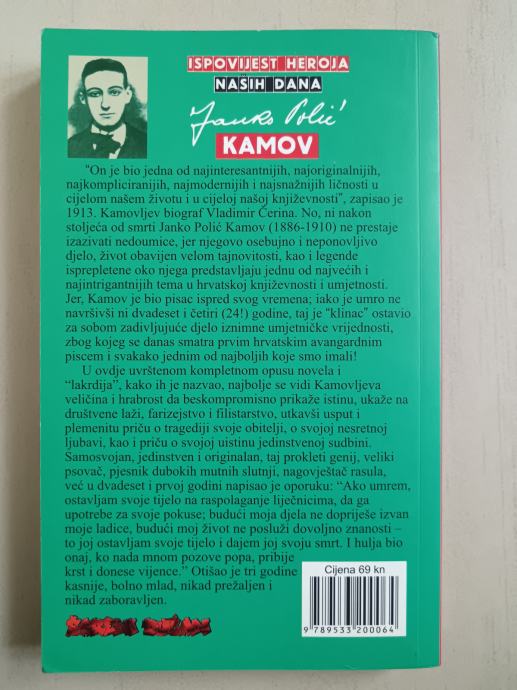 ISPOVIJEST HEROJA
NAŠIH DANA
Janko Polić
KAMOV
"On je bio jedna od najinteresantnijih, najoriginalnijih,
najkompliciranijih, najmodernijih i najsnažnijih ličnosti u
cijelom našem životu i u cijeloj našoj književnosti", zapisao je
1913. Kamovljev biograf Vladimir Čerina. No, ni nakon
stoljeća od smrti Janko Polić Kamov (1886-1910) ne prestaje
izazivati nedoumice, jer njegovo osebujno i neponovljivo
djelo, život obavijen velom tajnovitosti, kao i legende
isprepletene oko njega predstavljaju jednu od najvećih i
najintrigantnijih tema u hrvatskoj književnosti i umjetnosti.
Jer, Kamov je bio pisac ispred svog vremena; iako je umro ne
navršivši ni dvadeset i četiri (24!) godine, taj je "klinac" ostavio
za sobom zadivljujuće djelo iznimne umjetničke vrijednosti,
zbog kojeg se danas smatra prvim hrvatskim avangardnim
piscem i svakako jednim od najboljih koje smo imali!
U ovdje uvrštenom kompletnom opusu novela i
"lakrdija", kako ih je nazvao, najbolje se vidi Kamovljeva
veličina i hrabrost da beskompromisno prikaže istinu, ukaže na
društvene laži, farizejstvo i filistarstvo, utkavši usput i
plemenitu priču o tragediji svoje obitelji, o svojoj nesretnoj
ljubavi, kao i priču o svojoj uistinu jedinstvenoj sudbini.
Samosvojan, jedinstven i originalan, taj prokleti genij, veliki
psovač, pjesnik dubokih mutnih slutnji, nagovještač rasula,
već u dvadeset i prvoj godini napisao je oporuku: "Ako umrem,
ostavljam svoje tijelo na raspolaganje liječnicima, da ga
upotrebe za svoje pokuse; budući moja djela ne dopriješe izvan
moje ladice, budući moj život ne posluži dovoljno znanosti –
to joj ostavljam svoje tijelo i dajem joj svoju smrt. I hulja bio
onaj, ko nada mnom pozove popa, pribije
krst i donese vijence." Otišao je tri godine
kasnije, bolno mlad, nikad prežaljen i
nikad zaboravljen.
Cijena 69 kn
9 789533 200064